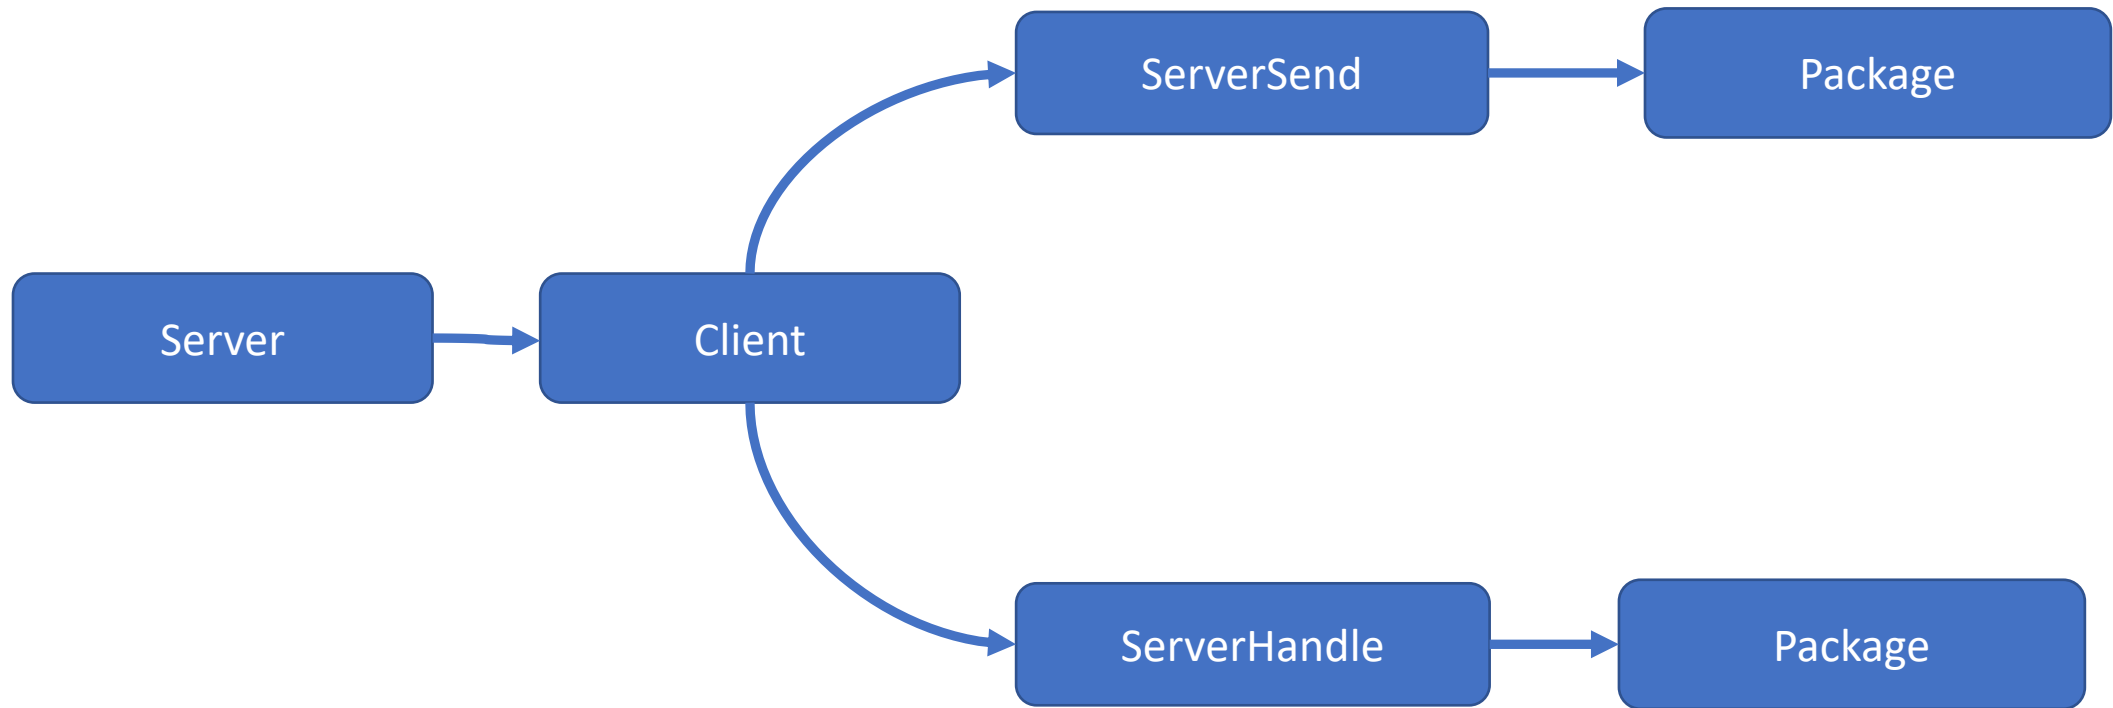 ServerSend
Package
Server
Client
ServerHandle
Package